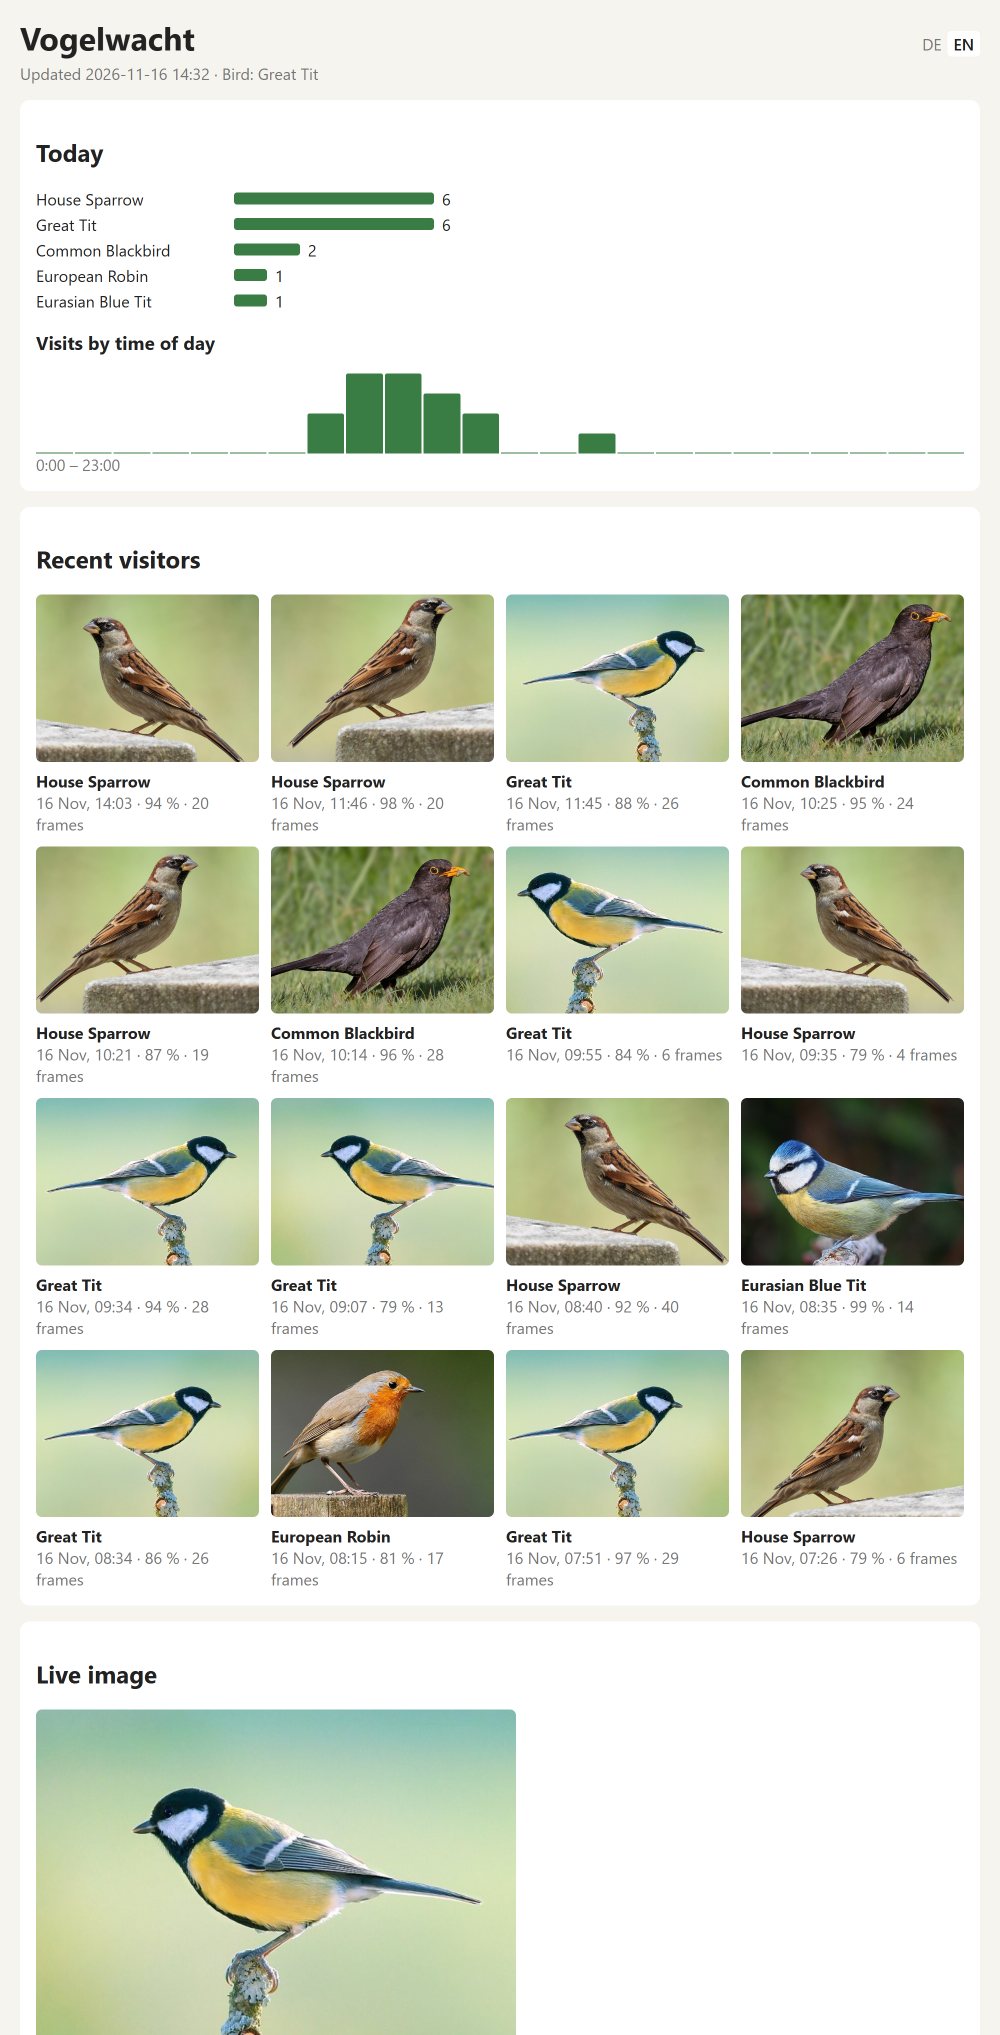 Vogelwacht
DE EN
Updated 2026-11-16 14:32 · Bird: Great Tit
Today
House Sparrow 6
Great Tit 6
Common Blackbird 2
European Robin 1
Eurasian Blue Tit 1
Visits by time of day
0:00 – 23:00
Recent visitors
House Sparrow
16 Nov, 14:03 · 94 % · 20
frames
House Sparrow
16 Nov, 11:46 · 98 % · 20
frames
Great Tit
16 Nov, 11:45 · 88 % · 26
frames
Common Blackbird
16 Nov, 10:25 · 95 % · 24
frames
House Sparrow
16 Nov, 10:21 · 87 % · 19
frames
Common Blackbird
16 Nov, 10:14 · 96 % · 28
frames
Great Tit
16 Nov, 09:55 · 84 % · 6 frames
House Sparrow
16 Nov, 09:35 · 79 % · 4 frames
Great Tit
16 Nov, 09:34 · 94 % · 28
frames
Great Tit
16 Nov, 09:07 · 79 % · 13
frames
House Sparrow
16 Nov, 08:40 · 92 % · 40
frames
Eurasian Blue Tit
16 Nov, 08:35 · 99 % · 14
frames
Great Tit
16 Nov, 08:34 · 86 % · 26
frames
European Robin
16 Nov, 08:15 · 81 % · 17
frames
Great Tit
16 Nov, 07:51 · 97 % · 29
frames
House Sparrow
16 Nov, 07:26 · 79 % · 6 frames
Live image